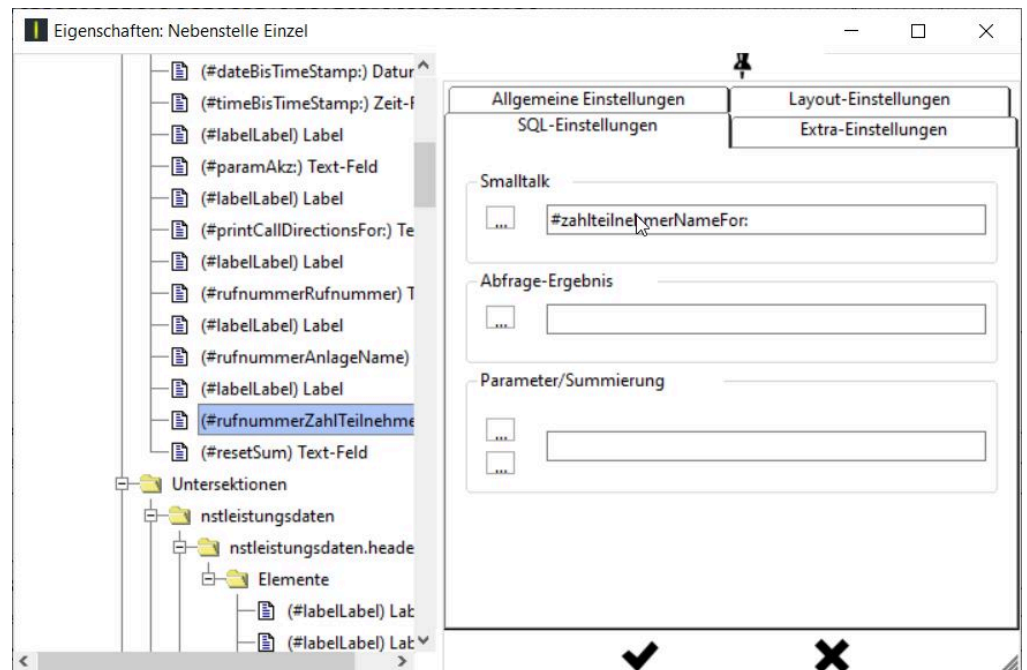 Eigenschaften: Nebenstelle Einzel
(#dateBisTimeStamp:) Datur
(#timeBisTimeStamp:) Zeit-F
(#labelLabel) Label
(#paramAkz:) Text-Feld
(#labelLabel) Label
(#printCallDirectionsFor:) Te
(#labelLabel) Label
(#rufnummerRufnummer) T
(#labelLabel) Label
(#rufnummerAnlageName)
(#labelLabel) Label
(#rufnummerZahlTeilnehme
(#resetSum) Text-Feld
Untersektionen
nstleistungsdaten
nstleistungsdaten.heade
Elemente
(#labelLabel) Lab
(#labelLabel) Lab
Allgemeine Einstellungen
Layout-Einstellungen
SQL-Einstellungen
Extra-Einstellungen
Smalltalk
...
#zahlteilnehmerNameFor:
Abfrage-Ergebnis
...
Parameter/Summierung
...
...